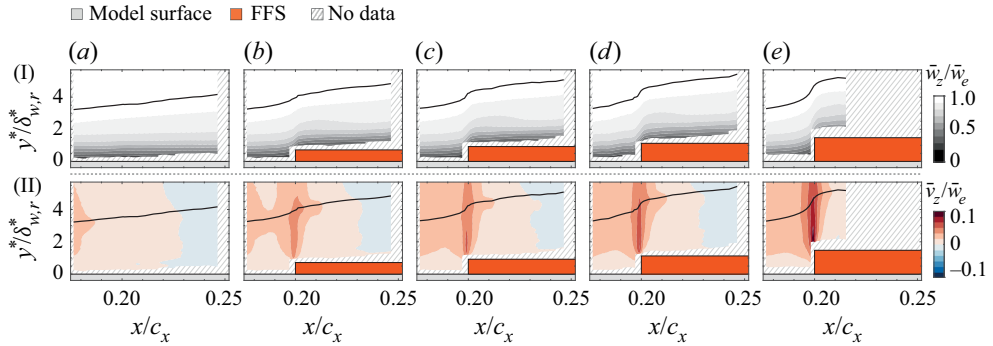 Model surface FFS No data
(a) (b) (c) (d) (e)
(I)
y*/δ*w,r
4
2
0
w̄z/w̄e
1.0
0.5
0
(II)
y*/δ*w,r
4
2
0
v̄z/w̄e
0.1
0
−0.1
0.20 0.25 0.20 0.25 0.20 0.25 0.20 0.25 0.20 0.25
x/cx x/cx x/cx x/cx x/cx